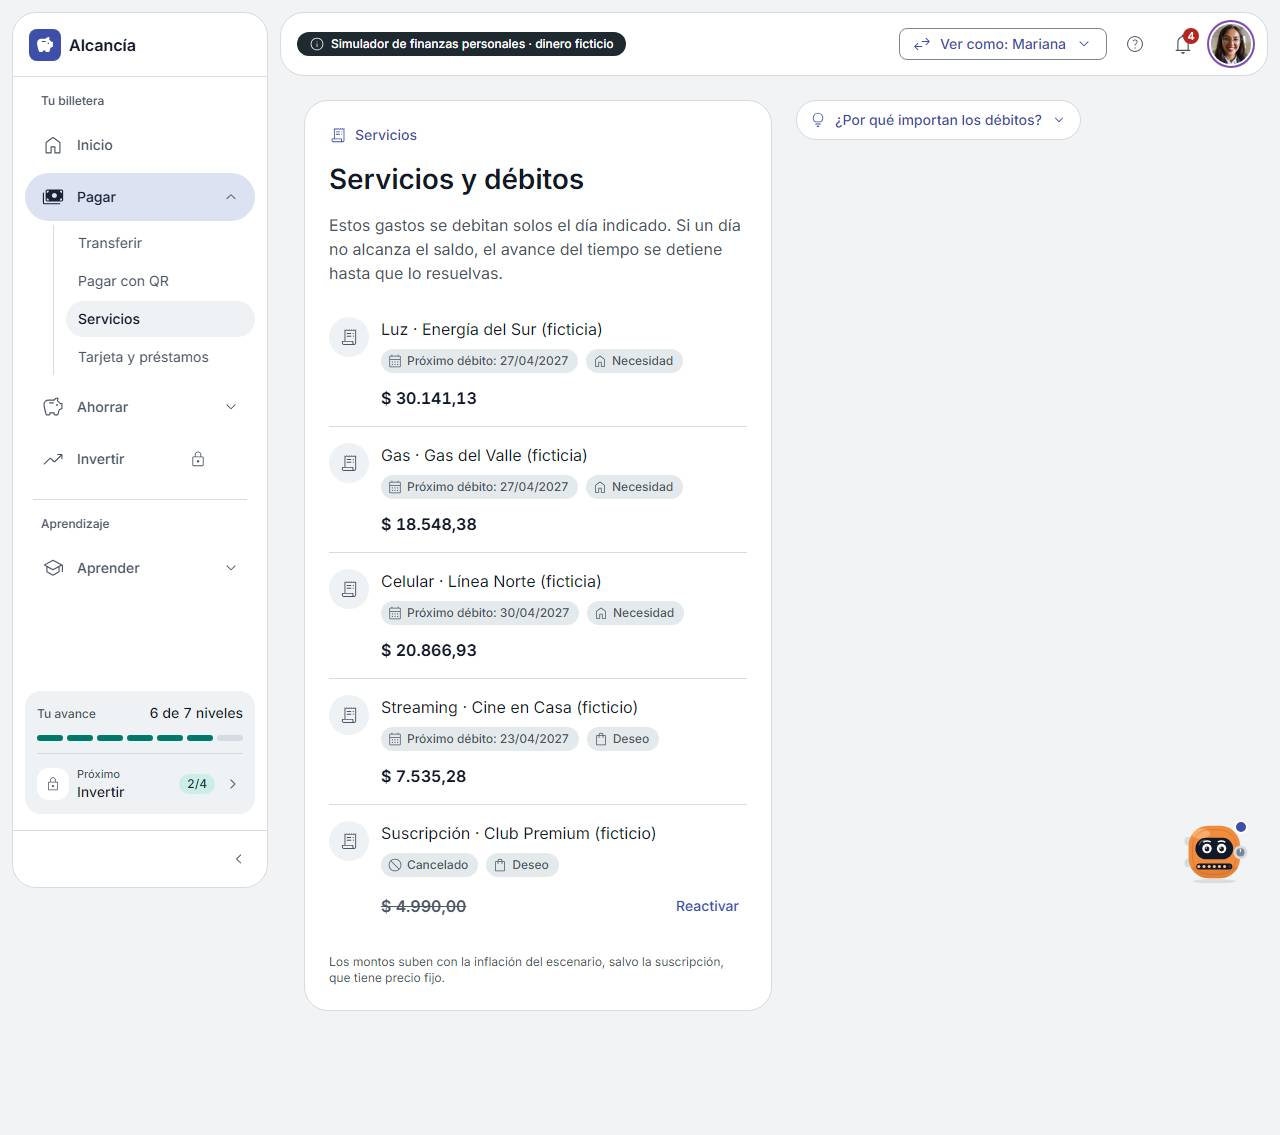 Alcancía
Simulador de finanzas personales · dinero ficticio
Ver como: Mariana
4
Tu billetera
Inicio
Pagar
Transferir
Pagar con QR
Servicios
Tarjeta y préstamos
Ahorrar
Invertir
Aprendizaje
Aprender
Tu avance
6 de 7 niveles
Próximo
Invertir
2/4
Servicios
Servicios y débitos
Estos gastos se debitan solos el día indicado. Si un día
no alcanza el saldo, el avance del tiempo se detiene
hasta que lo resuelvas.
Luz · Energía del Sur (ficticia)
Próximo débito: 27/04/2027
Necesidad
$ 30.141,13
Gas · Gas del Valle (ficticia)
Próximo débito: 27/04/2027
Necesidad
$ 18.548,38
Celular · Línea Norte (ficticia)
Próximo débito: 30/04/2027
Necesidad
$ 20.866,93
Streaming · Cine en Casa (ficticio)
Próximo débito: 23/04/2027
Deseo
$ 7.535,28
Suscripción · Club Premium (ficticio)
Cancelado
Deseo
$ 4.990,00
Reactivar
Los montos suben con la inflación del escenario, salvo la suscripción,
que tiene precio fijo.
¿Por qué importan los débitos?